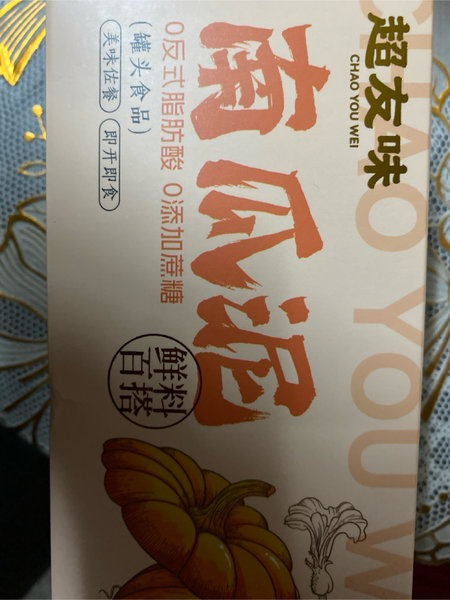 CHAO YOU W
超友味
CHAO YOU WEI
南瓜泥
鲜料
百搭
0反式脂肪酸 0添加蔗糖
(罐头食品)
美味佐餐 即开即食